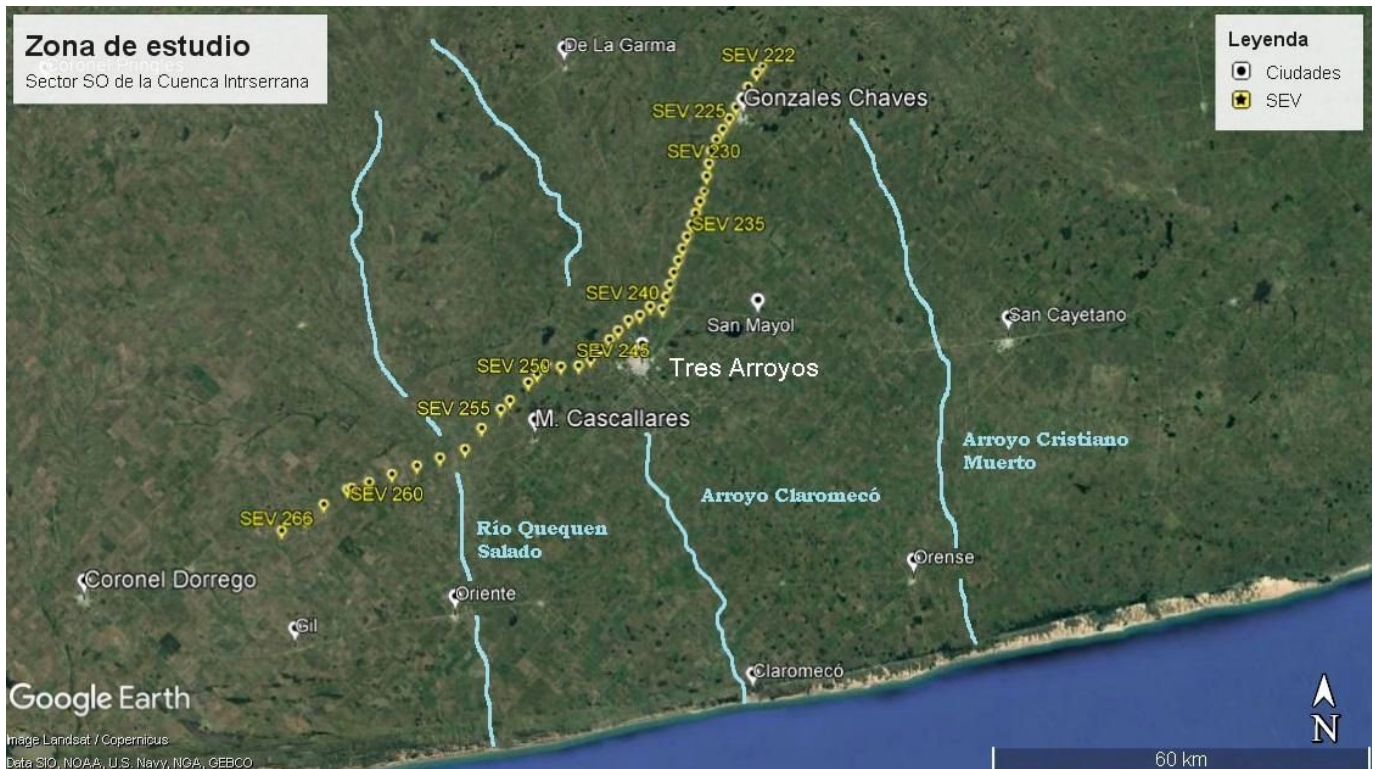 Zona de estudio
Coronel Pringles
Sector SO de la Cuenca Intrserrana
De La Garma
SEV 222
Leyenda
Ciudades
SEV
Gonzales Chaves
SEV 225
SEV 230
SEV 235
SEV 240
San Mayol
San Cayetano
SEV 245
SEV 250
Tres Arroyos
SEV 255
M. Cascallares
Arroyo Cristiano
Muerto
Arroyo Claromecó
SEV 260
SEV 266
Río Quequen
Salado
Orense
Coronel Dorrego
Oriente
Gil
Claromecó
Google Earth
N
Image Landsat / Copernicus
Data SIO, NOAA, U.S. Navy, NGA, GEBCO
60 km